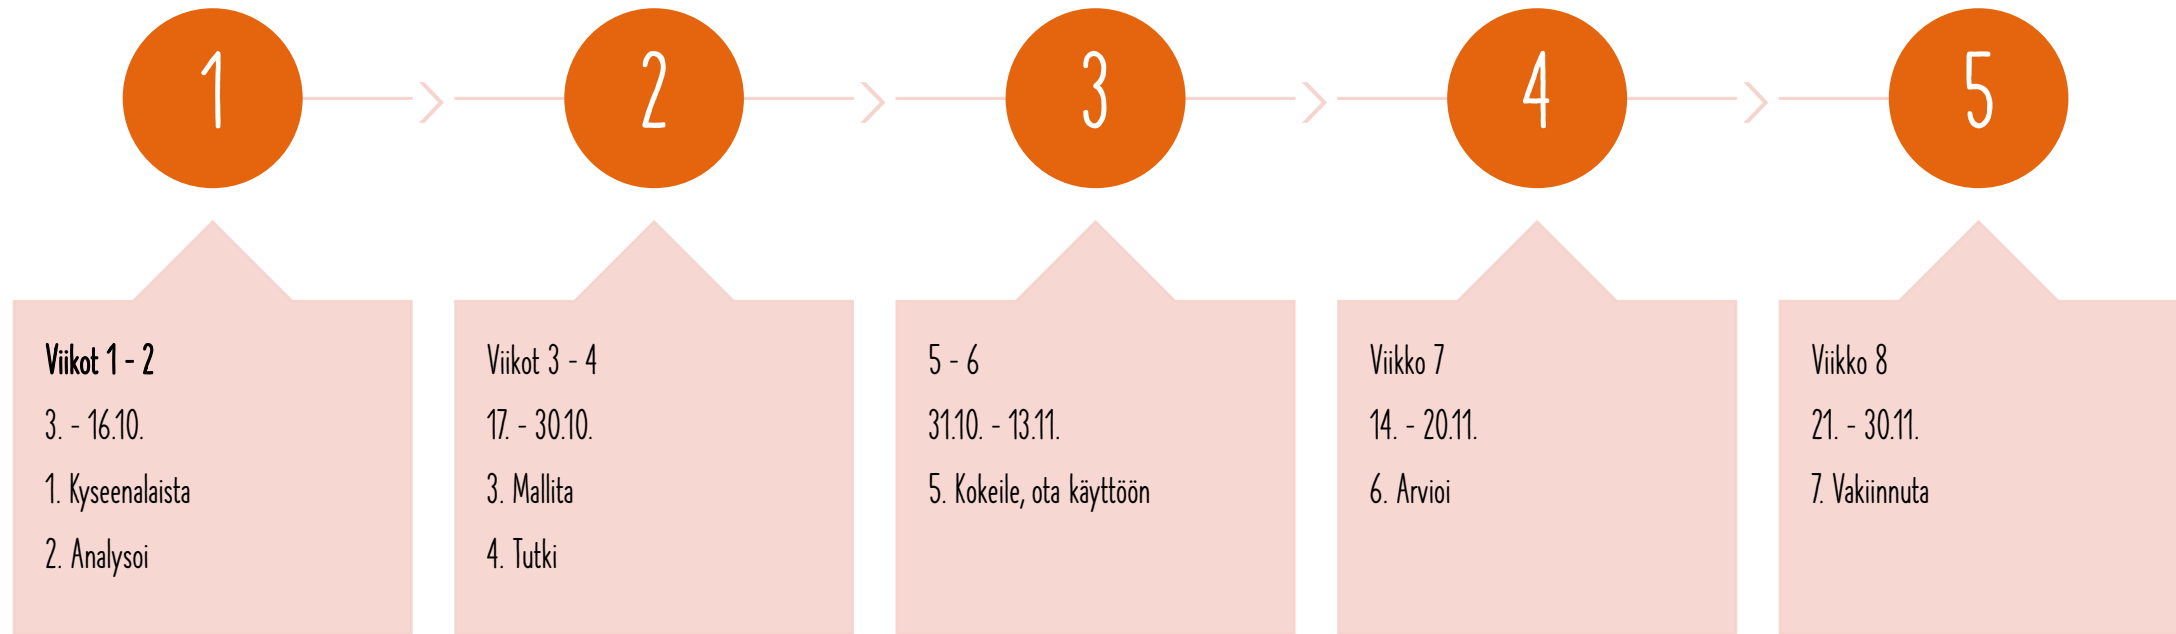 1
2
3
4
5
Viikot 1 - 2
3. - 16.10.
1. Kyseenalaista
2. Analysoi
Viikot 3 - 4
17. - 30.10.
3. Mallita
4. Tutki
5 - 6
31.10. - 13.11.
5. Kokeile, ota käyttöön
Viikko 7
14. - 20.11.
6. Arvioi
Viikko 8
21. - 30.11.
7. Vakiinnuta